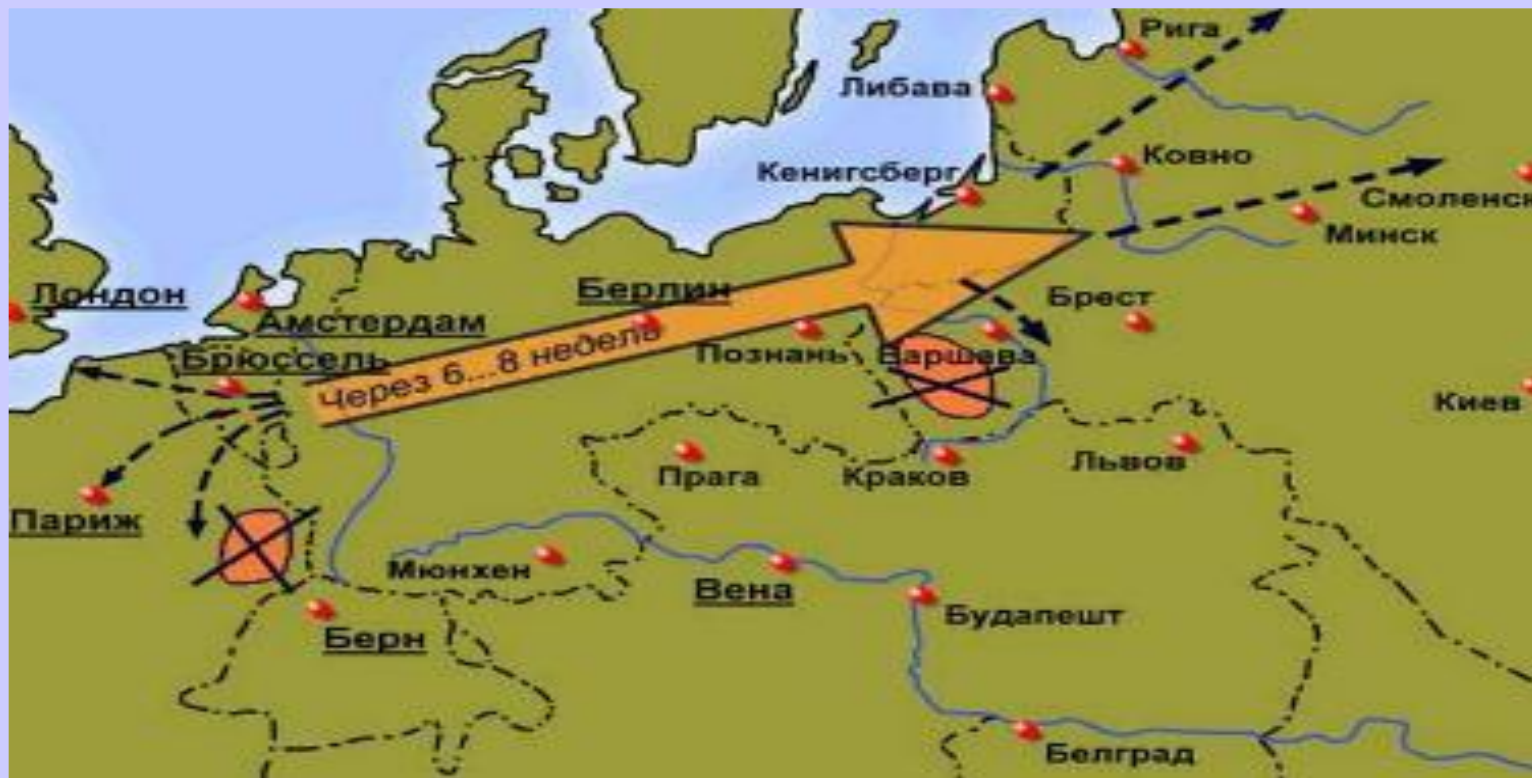 Рига
Либава
Ковно
Кенигсберг
Смоленск
Минск
Лондон
Берлин
Амстердам
Брест
Брюссель
Познань
Варшава
Через 6...8 недель
Киев
Прага
Краков
Львов
Париж
Мюнхен
Вена
Будапешт
Берн
Белград